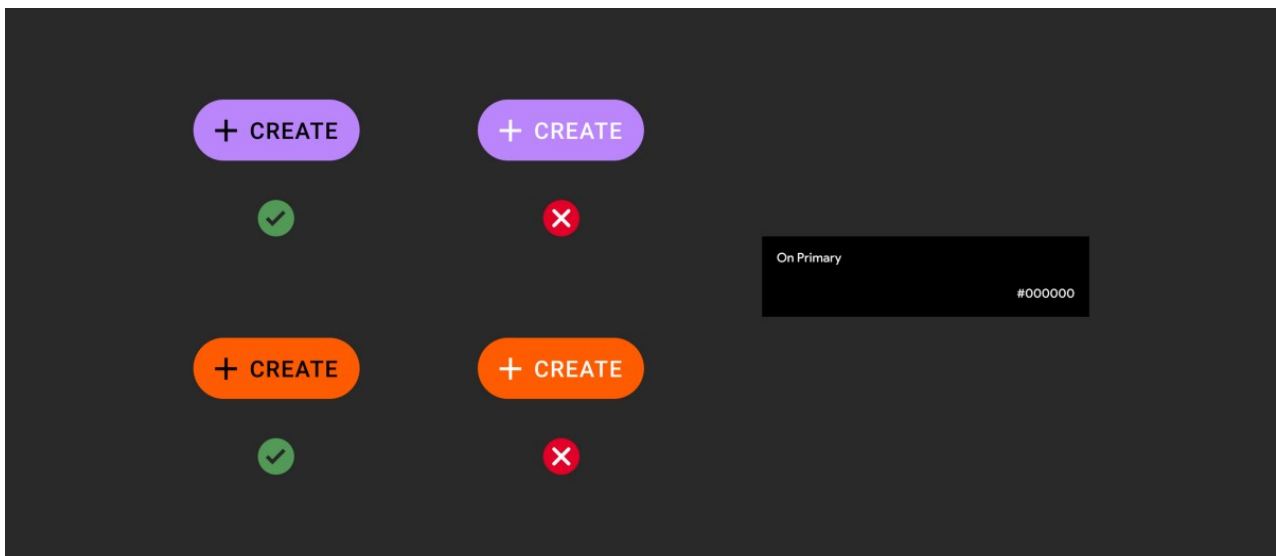 + CREATE
+ CREATE
On Primary
#000000
+ CREATE
+ CREATE